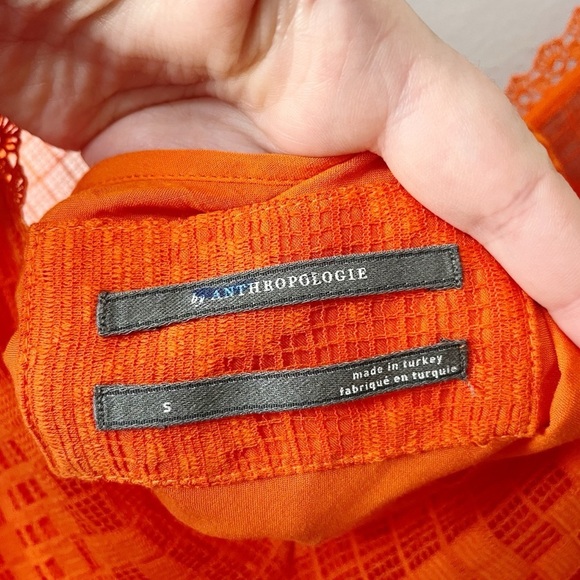 by ANTHROPOLOGIE
made in turkey
fabriqué en turquie
S